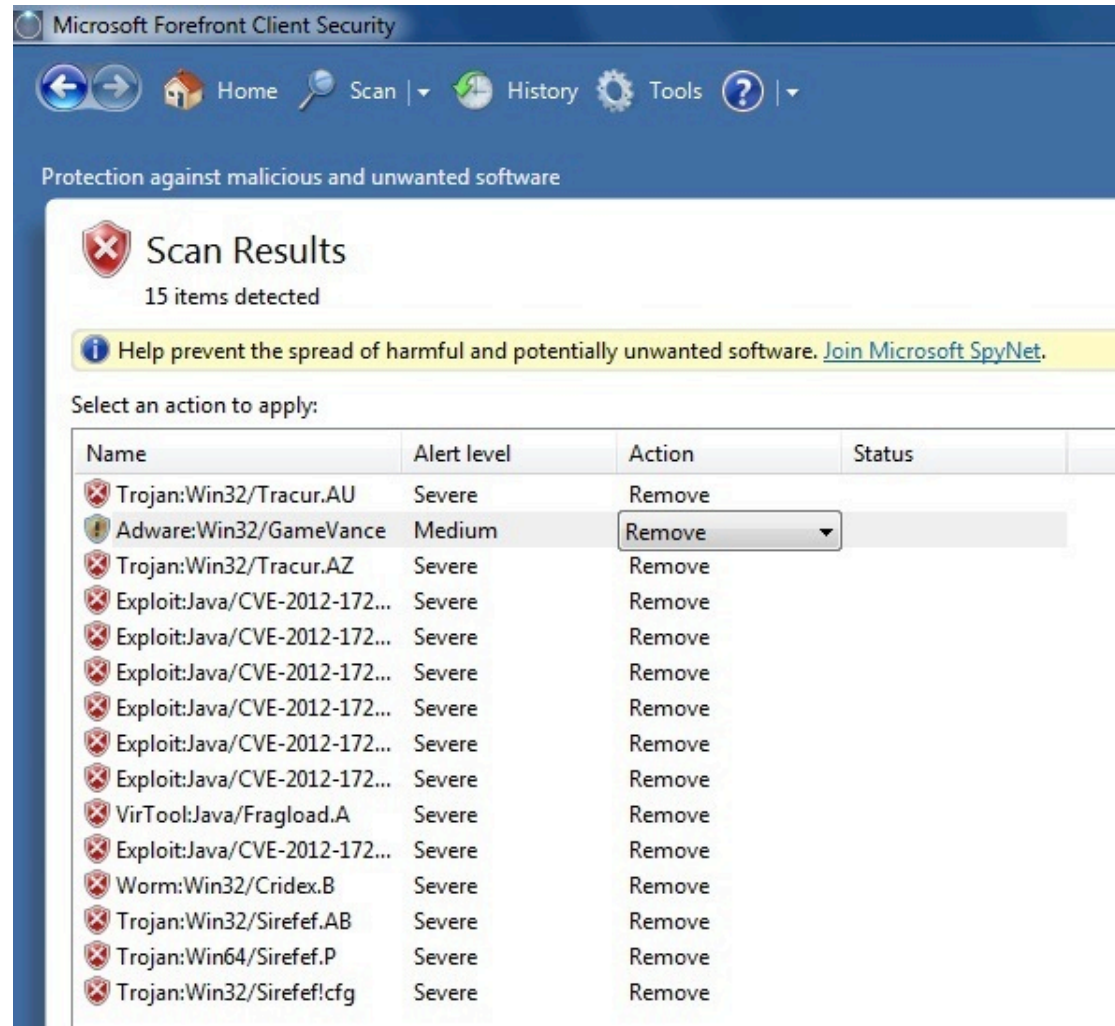 Microsoft Forefront Client Security
Home Scan History Tools ?
Protection against malicious and unwanted software
Scan Results
15 items detected
Help prevent the spread of harmful and potentially unwanted software. Join Microsoft SpyNet.
Select an action to apply:
Name Alert level Action Status
Trojan:Win32/Tracur.AU Severe Remove
Adware:Win32/GameVance Medium Remove
Trojan:Win32/Tracur.AZ Severe Remove
Exploit:Java/CVE-2012-172... Severe Remove
Exploit:Java/CVE-2012-172... Severe Remove
Exploit:Java/CVE-2012-172... Severe Remove
Exploit:Java/CVE-2012-172... Severe Remove
Exploit:Java/CVE-2012-172... Severe Remove
Exploit:Java/CVE-2012-172... Severe Remove
VirTool:Java/Fragload.A Severe Remove
Exploit:Java/CVE-2012-172... Severe Remove
Worm:Win32/Cridex.B Severe Remove
Trojan:Win32/Sirefef.AB Severe Remove
Trojan:Win64/Sirefef.P Severe Remove
Trojan:Win32/Sirefef!cfg Severe Remove